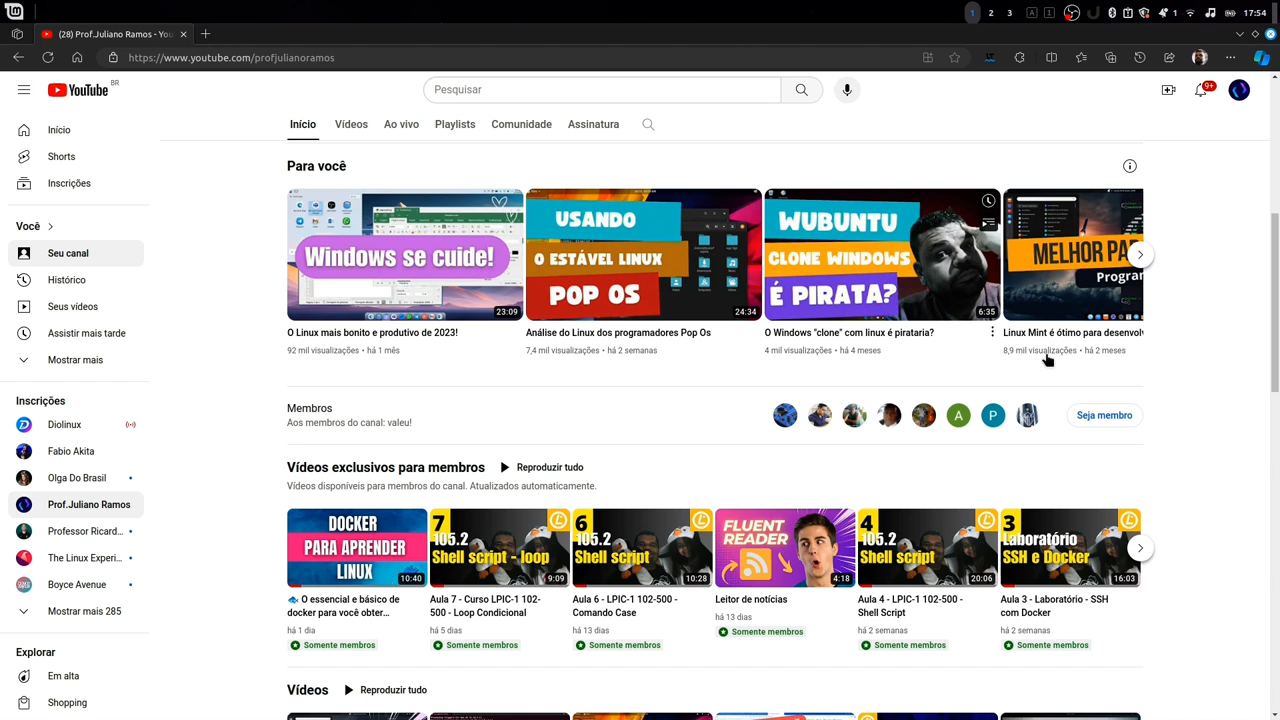 1 2 3 A 1 1 17:54
(28) Prof.Juliano Ramos - You
https://www.youtube.com/profjulianoramos
YouTube BR
Pesquisar
9+
Início Vídeos Ao vivo Playlists Comunidade Assinatura
Início
Shorts
Inscrições
Você
Seu canal
Histórico
Seus vídeos
Assistir mais tarde
Mostrar mais
Inscrições
Diolinux
Fabio Akita
Olga Do Brasil
Prof.Juliano Ramos
Professor Ricard...
The Linux Experi...
Boyce Avenue
Mostrar mais 285
Explorar
Em alta
Shopping
Para você
Windows se cuide!
23:09
O Linux mais bonito e produtivo de 2023!
92 mil visualizações • há 1 mês
USANDO
O ESTÁVEL LINUX
POP OS
24:34
Análise do Linux dos programadores Pop Os
7,4 mil visualizações • há 2 semanas
WUBUNTU
CLONE WINDOWS
É PIRATA?
6:35
O Windows "clone" com linux é pirataria?
4 mil visualizações • há 4 meses
MELHOR PA
Program
Linux Mint é ótimo para desenvolv
8,9 mil visualizações • há 2 meses
Membros
Aos membros do canal: valeu!
A P
Seja membro
Vídeos exclusivos para membros Reproduzir tudo
Vídeos disponíveis para membros do canal. Atualizados automaticamente.
DOCKER
PARA APRENDER
LINUX
10:40
O essencial e básico de
docker para você obter...
há 1 dia
Somente membros
7
105.2
Shell script - loop
9:09
Aula 7 - Curso LPIC-1 102-
500 - Loop Condicional
há 5 dias
Somente membros
6
105.2
Shell script
10:28
Aula 6 - LPIC-1 102-500 -
Comando Case
há 13 dias
Somente membros
FLUENT
READER
4:18
Leitor de notícias
há 13 dias
Somente membros
4
105.2
Shell script
20:06
Aula 4 - LPIC-1 102-500 -
Shell Script
há 2 semanas
Somente membros
3
Laboratório
SSH e Docker
16:03
Aula 3 - Laboratório - SSH
com Docker
há 2 semanas
Somente membros
Vídeos Reproduzir tudo